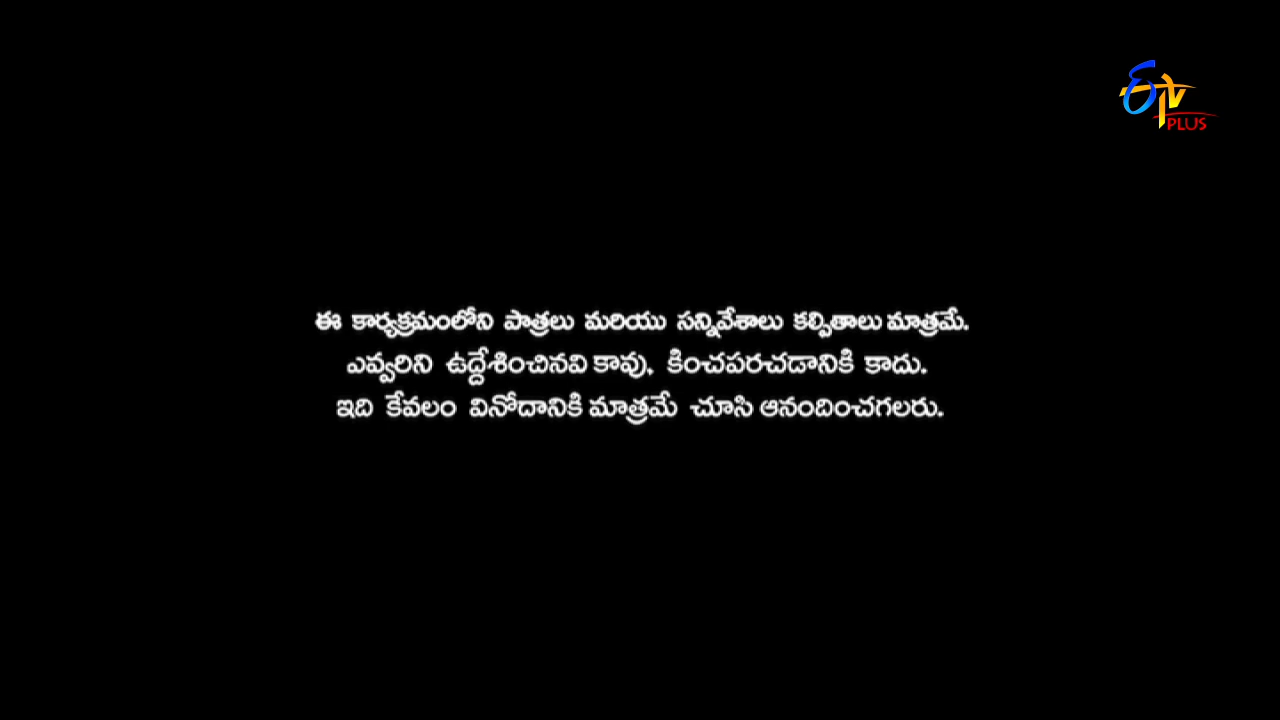 ETV
PLUS
ఈ కార్యక్రమంలోని పాత్రలు మరియు సన్నివేశాలు కల్పితాలు మాత్రమే.
ఎవ్వరిని ఉద్దేశించినవి కావు, కించపరచడానికి కాదు.
ఇది కేవలం వినోదానికి మాత్రమే చూసి ఆనందించగలరు.